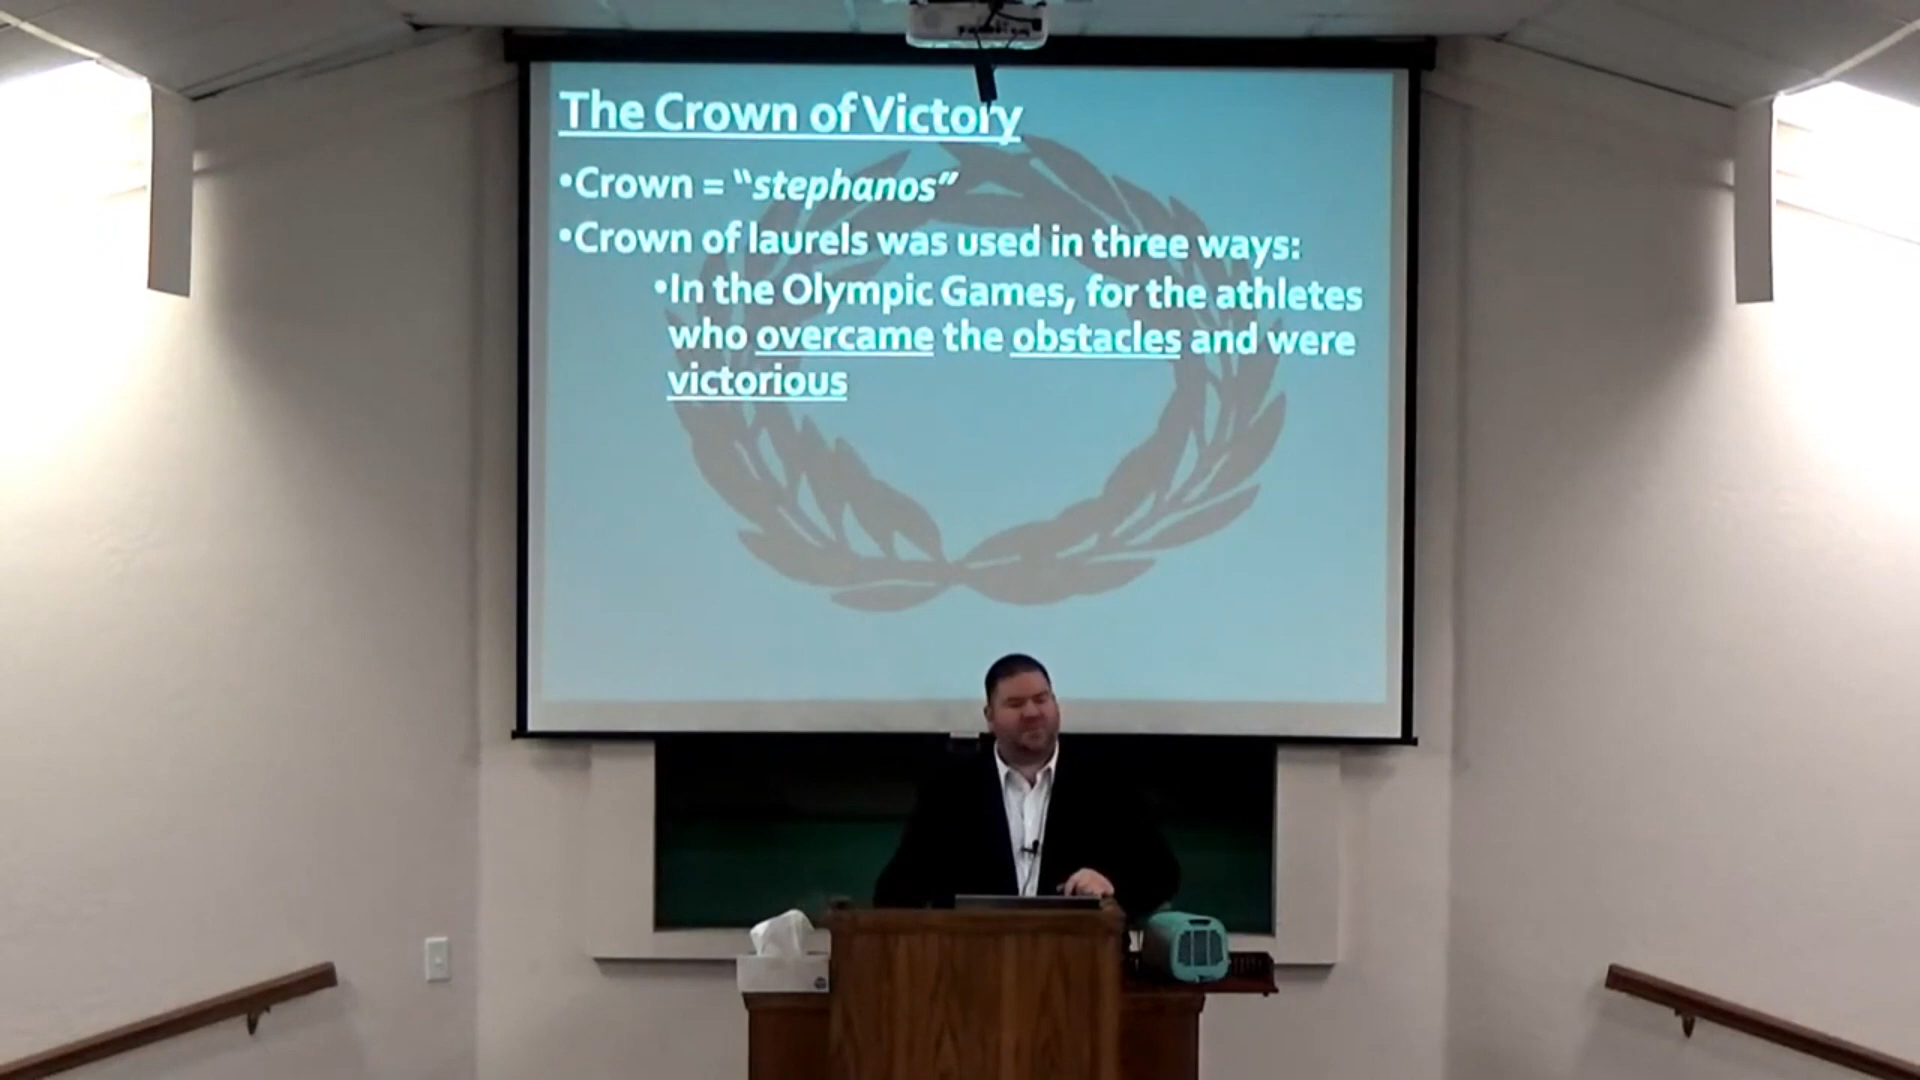 The Crown of Victory
•Crown = “stephanos”
•Crown of laurels was used in three ways:
•In the Olympic Games, for the athletes
who overcame the obstacles and were
victorious